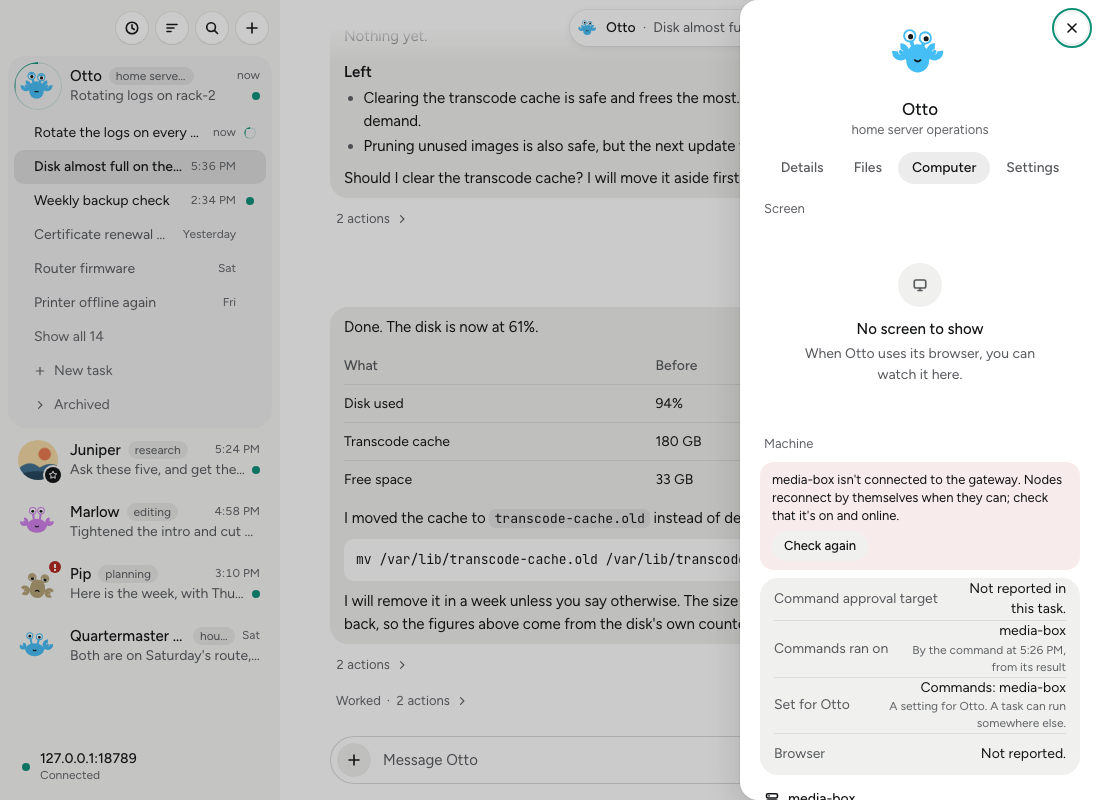 Otto
home serve...
now
Rotating logs on rack-2
Rotate the logs on every ...
now
Disk almost full on the...
5:36 PM
Weekly backup check
2:34 PM
Certificate renewal ...
Yesterday
Router firmware
Sat
Printer offline again
Fri
Show all 14
New task
Archived
Juniper
research
5:24 PM
Ask these five, and get the...
Marlow
editing
4:58 PM
Tightened the intro and cut ...
Pip
planning
3:10 PM
Here is the week, with Thu...
Quartermaster ...
hou...
Sat
Both are on Saturday's route,...
127.0.0.1:18789
Connected
Otto · Disk almost fu
Nothing yet.
Left
Clearing the transcode cache is safe and frees the most.
demand.
Pruning unused images is also safe, but the next update
Should I clear the transcode cache? I will move it aside first
2 actions
Done. The disk is now at 61%.
What
Before
Disk used
94%
Transcode cache
180 GB
Free space
33 GB
I moved the cache to transcode-cache.old instead of de
mv /var/lib/transcode-cache.old /var/lib/transcode
I will remove it in a week unless you say otherwise. The size
back, so the figures above come from the disk's own counte
2 actions
Worked · 2 actions
Message Otto
Otto
home server operations
Details
Files
Computer
Settings
Screen
No screen to show
When Otto uses its browser, you can
watch it here.
Machine
media-box isn't connected to the gateway. Nodes
reconnect by themselves when they can; check
that it's on and online.
Check again
Command approval target
Not reported in
this task.
Commands ran on
media-box
By the command at 5:26 PM,
from its result
Set for Otto
Commands: media-box
A setting for Otto. A task can run
somewhere else.
Browser
Not reported.
media-box